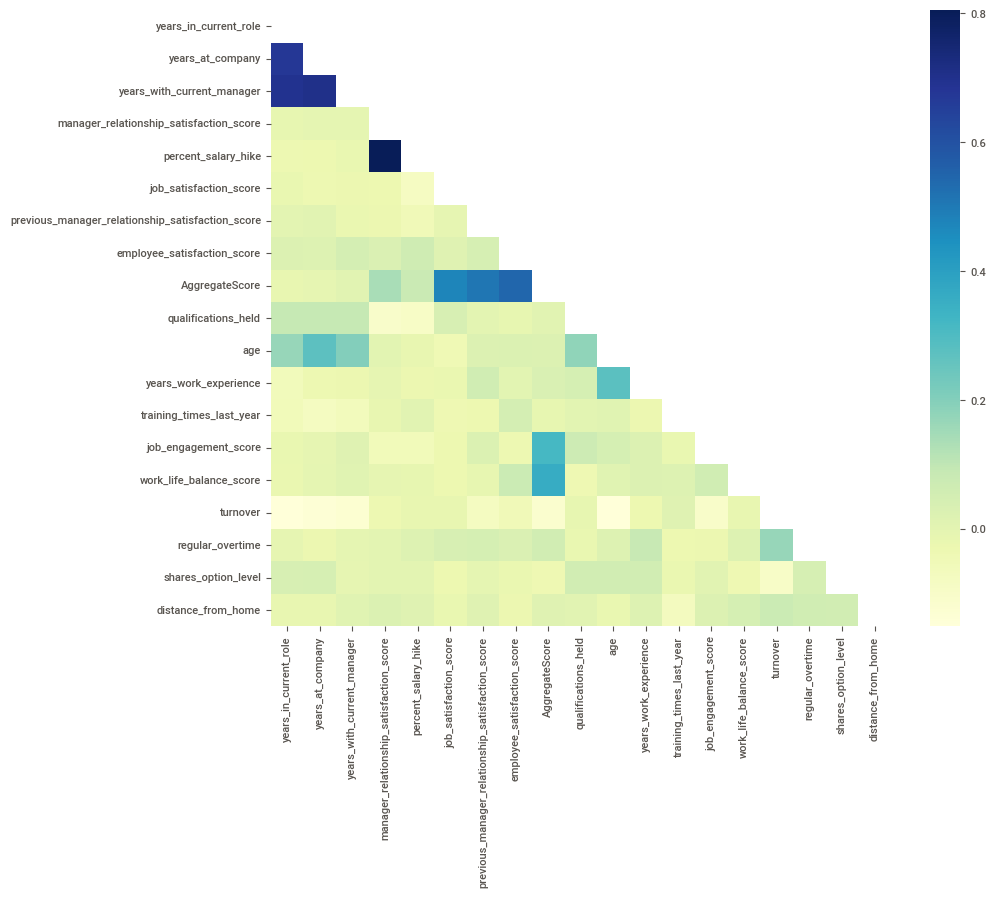 years_in_current_role
years_at_company
years_with_current_manager
manager_relationship_satisfaction_score
percent_salary_hike
job_satisfaction_score
previous_manager_relationship_satisfaction_score
employee_satisfaction_score
AggregateScore
qualifications_held
age
years_work_experience
training_times_last_year
job_engagement_score
work_life_balance_score
turnover
regular_overtime
shares_option_level
distance_from_home
years_in_current_role
years_at_company
years_with_current_manager
manager_relationship_satisfaction_score
percent_salary_hike
job_satisfaction_score
previous_manager_relationship_satisfaction_score
employee_satisfaction_score
AggregateScore
qualifications_held
age
years_work_experience
training_times_last_year
job_engagement_score
work_life_balance_score
turnover
regular_overtime
shares_option_level
distance_from_home
0.8
0.6
0.4
0.2
0.0